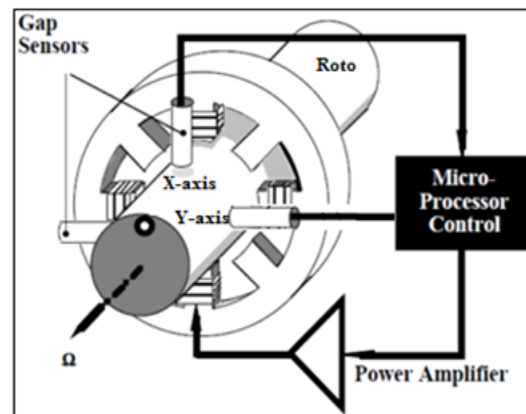 Gap
Sensors
Roto
X-axis
Y-axis
Micro-
Processor
Control
Power Amplifier
Ω